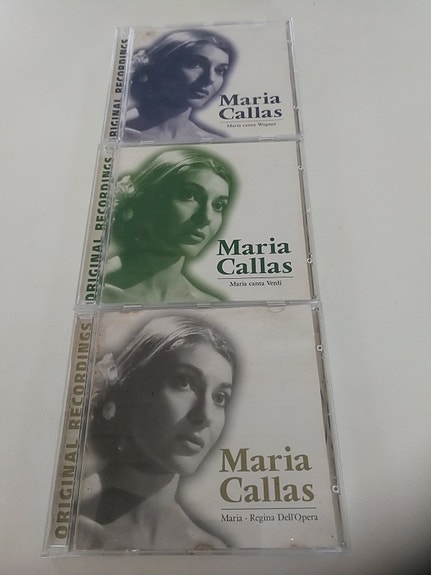 ORIGINAL RECORDINGS
Maria
Callas
Maria canta Wagner
ORIGINAL RECORDINGS
Maria
Callas
Maria canta Verdi
ORIGINAL RECORDINGS
Maria
Callas
Maria - Regina Dell'Opera